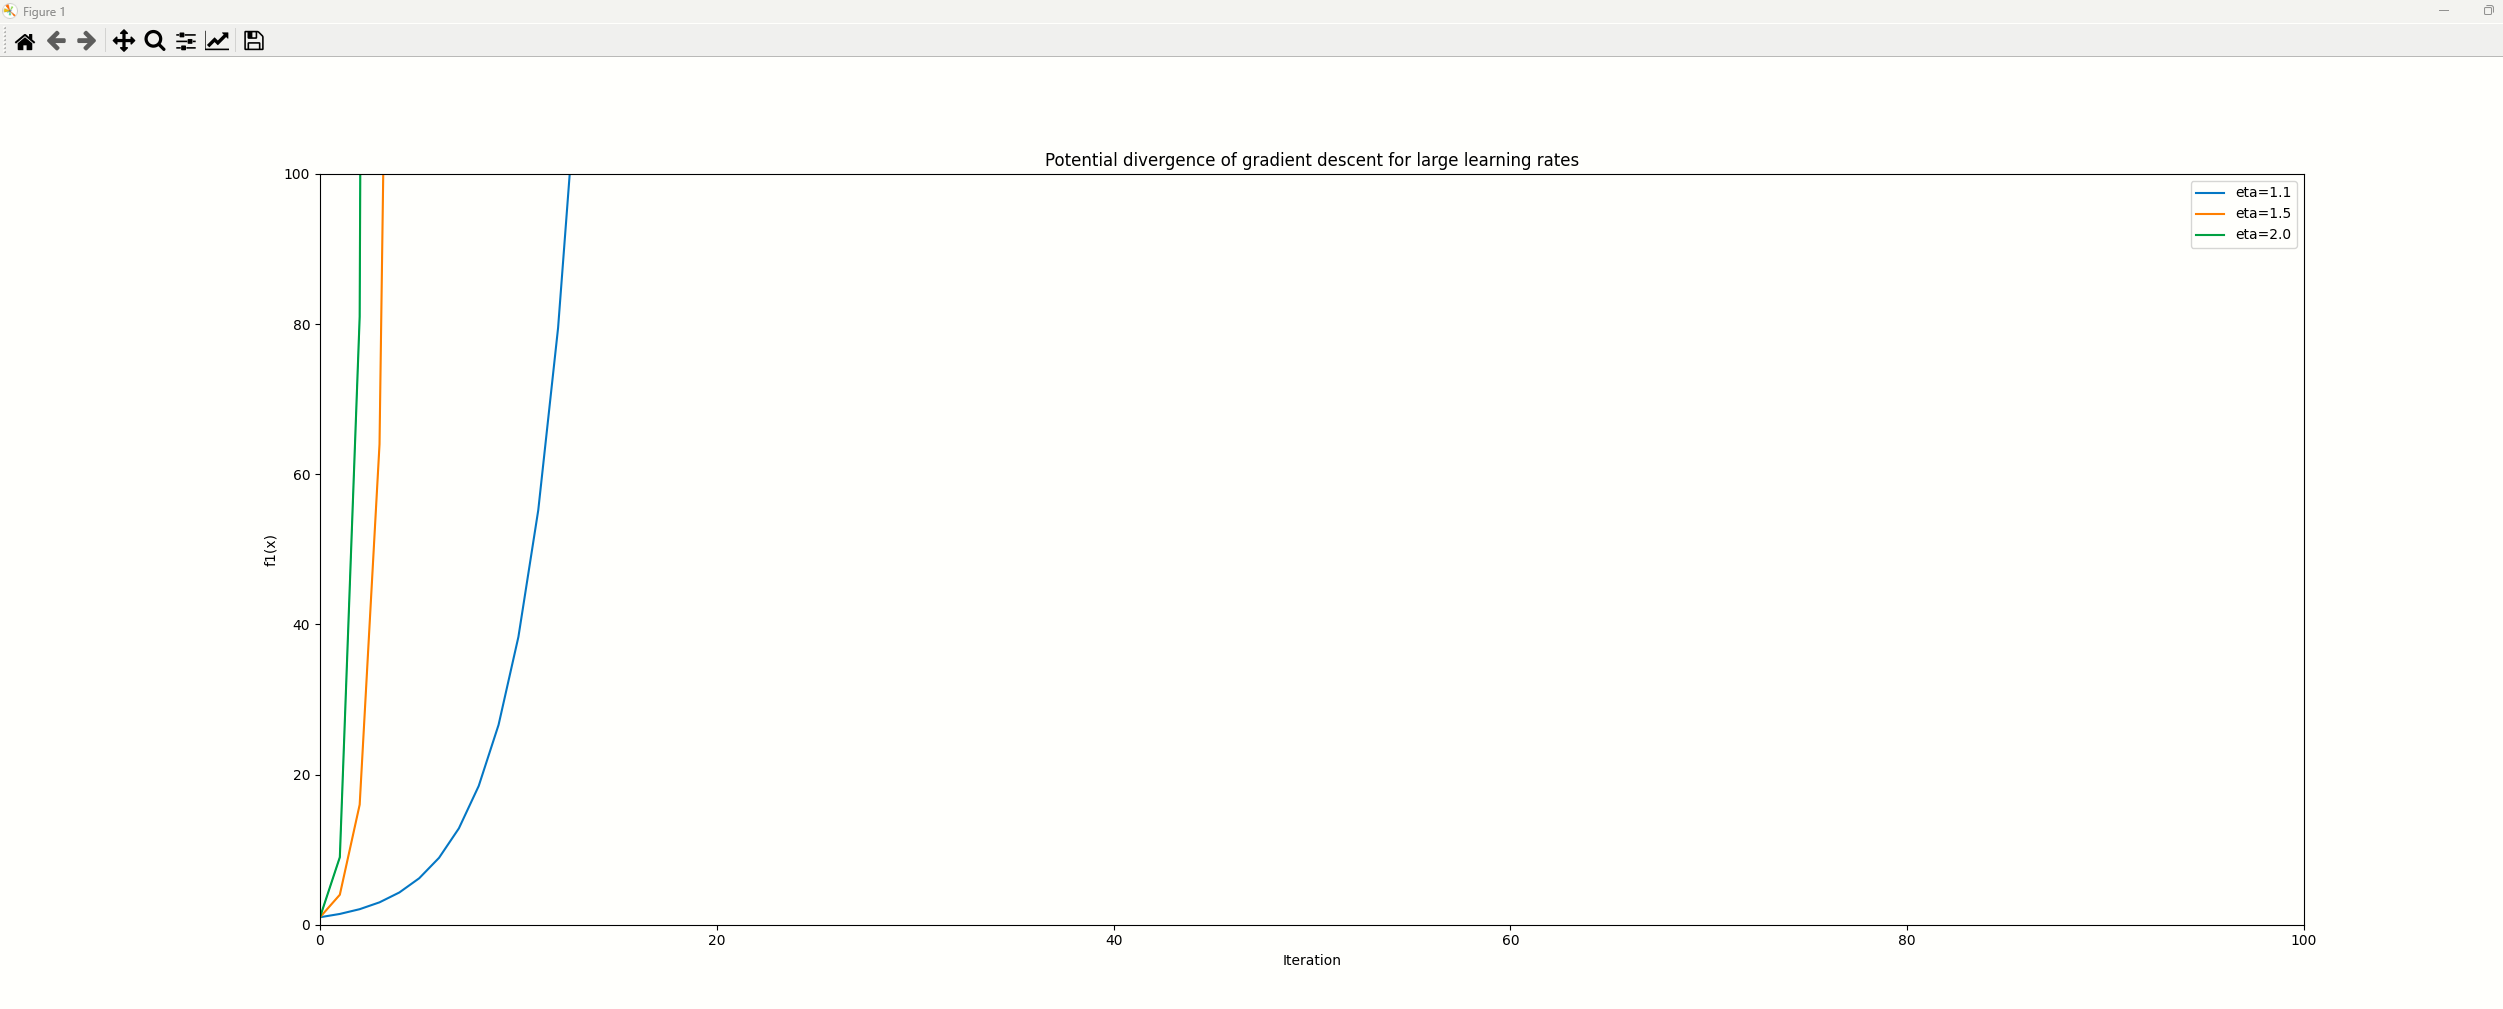 Figure 1
Potential divergence of gradient descent for large learning rates
100
80
60
40
20
0
f1(x)
eta=1.1
eta=1.5
eta=2.0
0 20 40 60 80 100
Iteration